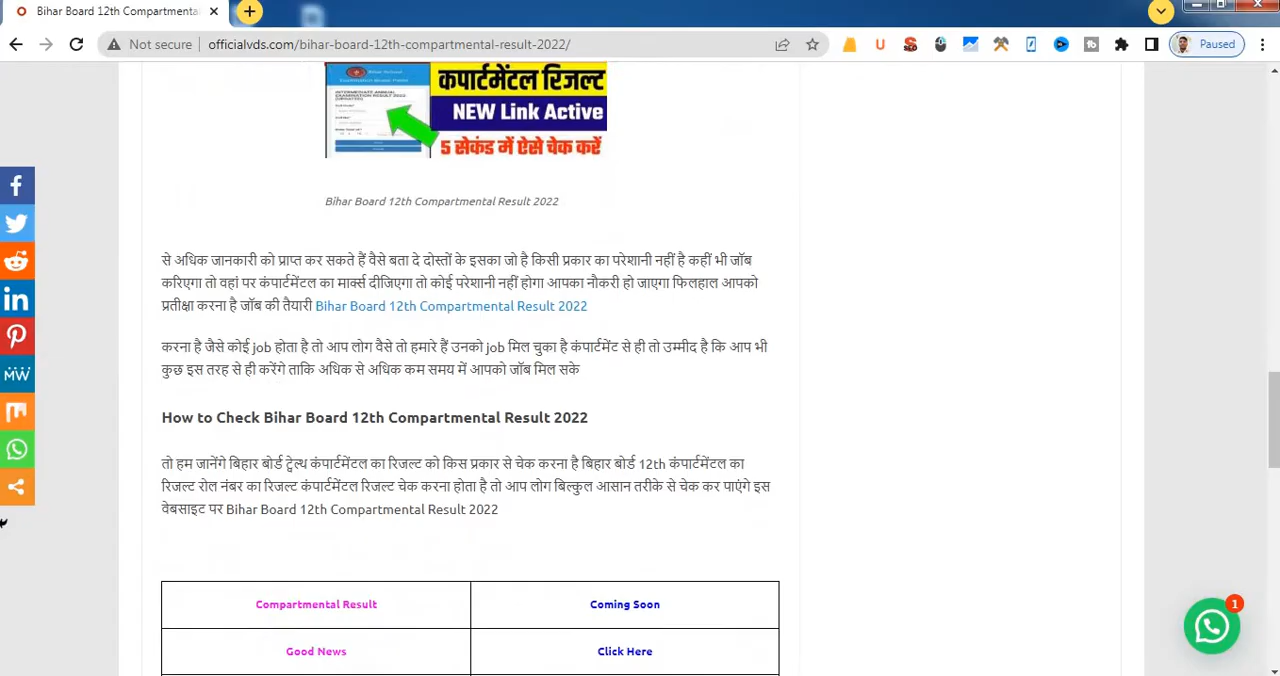 Bihar Board 12th Compartmenta
Not secure
officialvds.com/bihar-board-12th-compartmental-result-2022/
Paused
कपार्टमेंटल रिजल्ट
NEW Link Active
5 सेकंड में ऐसे चेक करें
Bihar Board 12th Compartmental Result 2022
से अधिक जानकारी को प्राप्त कर सकते हैं वैसे बता दे दोस्तों के इसका जो है किसी प्रकार का परेशानी नहीं है कहीं भी जॉब
करिएगा तो वहां पर कंपार्टमेंटल का मार्क्स दीजिएगा तो कोई परेशानी नहीं होगा आपका नौकरी हो जाएगा फिलहाल आपको
प्रतीक्षा करना है जॉब की तैयारी Bihar Board 12th Compartmental Result 2022
करना है जैसे कोई job होता है तो आप लोग वैसे तो हमारे हैं उनको job मिल चुका है कंपार्टमेंट से ही तो उम्मीद है कि आप भी
कुछ इस तरह से ही करेंगे ताकि अधिक से अधिक कम समय में आपको जॉब मिल सके
How to Check Bihar Board 12th Compartmental Result 2022
तो हम जानेंगे बिहार बोर्ड ट्वेल्थ कंपार्टमेंटल का रिजल्ट को किस प्रकार से चेक करना है बिहार बोर्ड 12th कंपार्टमेंटल का
रिजल्ट रोल नंबर का रिजल्ट कंपार्टमेंटल रिजल्ट चेक करना होता है तो आप लोग बिल्कुल आसान तरीके से चेक कर पाएंगे इस
वेबसाइट पर Bihar Board 12th Compartmental Result 2022
Compartmental Result
Coming Soon
Good News
Click Here
1